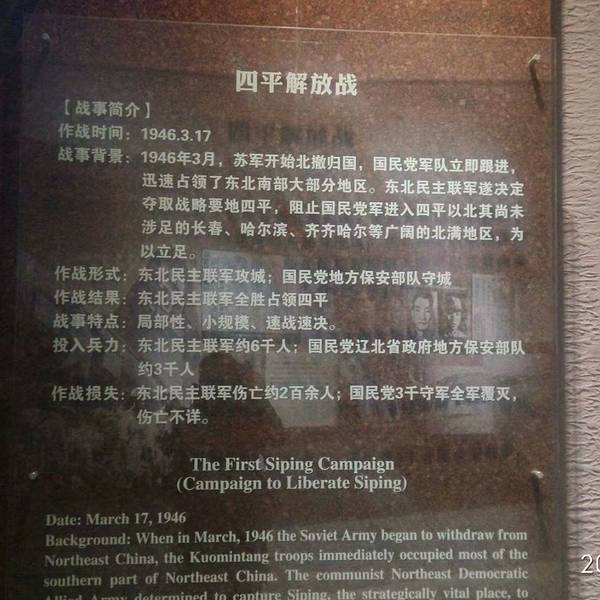 四平解放战
【战事简介】
作战时间：1946.3.17
战事背景：1946年3月，苏军开始北撤归国，国民党军队立即跟进，
迅速占领了东北南部大部分地区。东北民主联军遂决定
夺取战略要地四平，阻止国民党军进入四平以北其尚未
涉足的长春、哈尔滨、齐齐哈尔等广阔的北满地区，为
以立足。
作战形式：东北民主联军攻城；国民党地方保安部队守城
作战结果：东北民主联军全胜占领四平
战事特点：局部性、小规模、速战速决。
投入兵力：东北民主联军约6千人；国民党辽北省政府地方保安部队
约3千人
作战损失：东北民主联军伤亡约2百余人；国民党3千守军全军覆灭，
伤亡不详。
The First Siping Campaign
(Campaign to Liberate Siping)
Date: March 17, 1946
Background: When in March, 1946 the Soviet Army began to withdraw from
Northeast China, the Kuomintang troops immediately occupied most of the
southern part of Northeast China. The communist Northeast Democratic
Allied Army determined to capture Siping, the strategically vital place, to
20